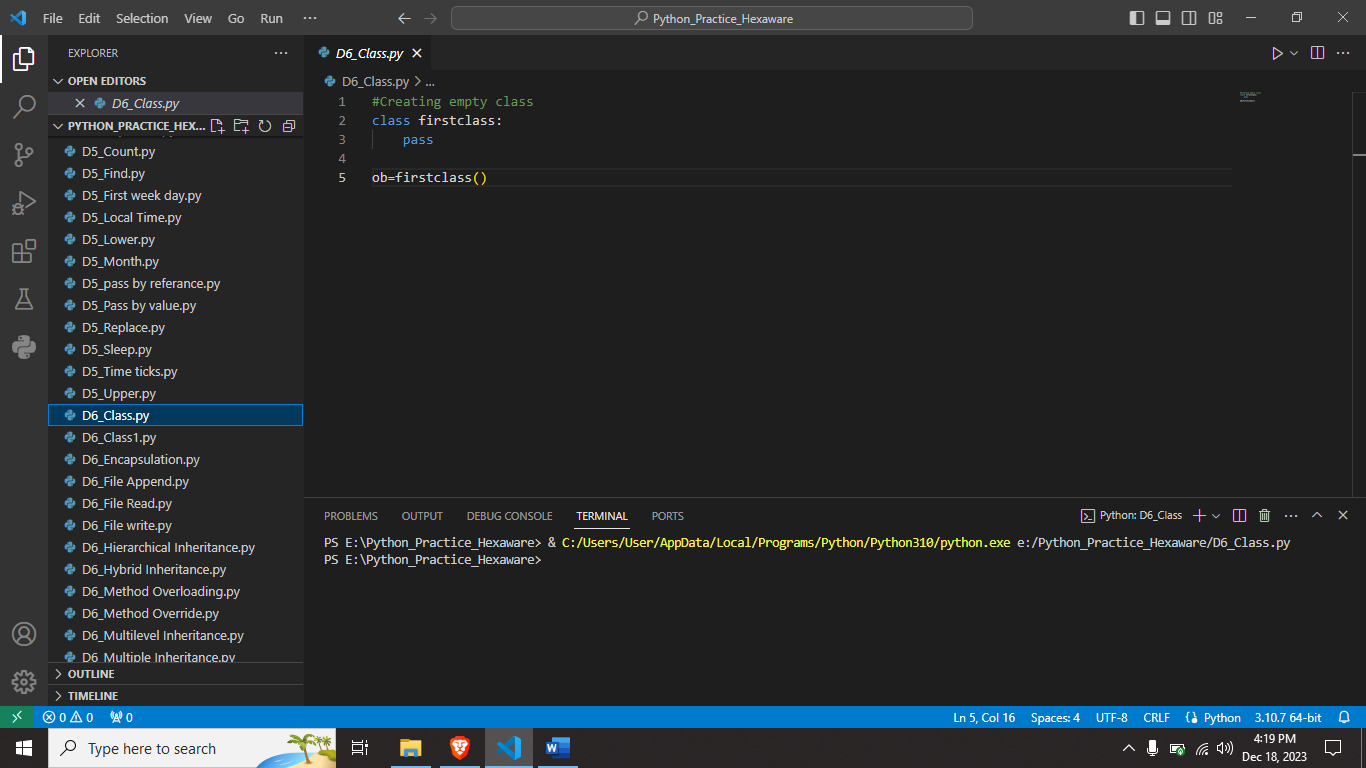 File Edit Selection View Go Run ···
Python_Practice_Hexaware
EXPLORER
OPEN EDITORS
D6_Class.py
PYTHON_PRACTICE_HEX...
D5_Count.py
D5_Find.py
D5_First week day.py
D5_Local Time.py
D5_Lower.py
D5_Month.py
D5_pass by referance.py
D5_Pass by value.py
D5_Replace.py
D5_Sleep.py
D5_Time ticks.py
D5_Upper.py
D6_Class.py
D6_Class1.py
D6_Encapsulation.py
D6_File Append.py
D6_File Read.py
D6_File write.py
D6_Hierarchical Inheritance.py
D6_Hybrid Inheritance.py
D6_Method Overloading.py
D6_Method Override.py
D6_Multilevel Inheritance.py
D6_Multiple Inheritance.py
OUTLINE
TIMELINE
D6_Class.py
D6_Class.py > ...
1 #Creating empty class
2 class firstclass:
3     pass
4
5 ob=firstclass()
PROBLEMS OUTPUT DEBUG CONSOLE TERMINAL PORTS
Python: D6_Class
PS E:\Python_Practice_Hexaware> & C:/Users/User/AppData/Local/Programs/Python/Python310/python.exe e:/Python_Practice_Hexaware/D6_Class.py
PS E:\Python_Practice_Hexaware>
0 0 0
Ln 5, Col 16 Spaces: 4 UTF-8 CRLF Python 3.10.7 64-bit
Type here to search
4:19 PM
Dec 18, 2023